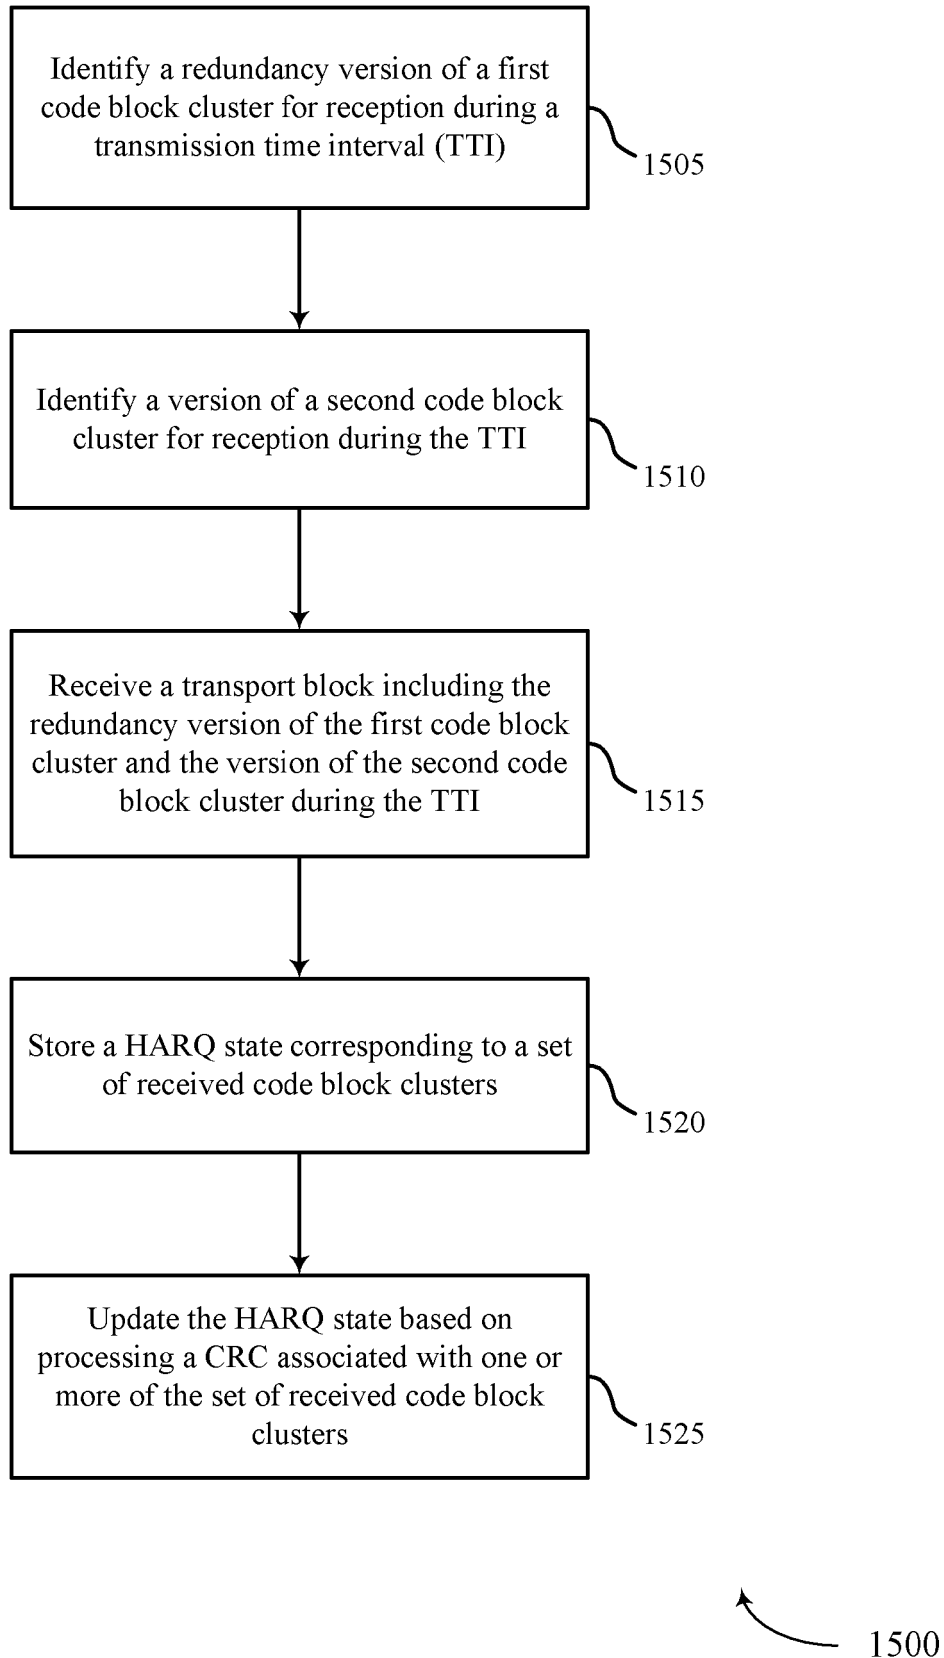 Identify a redundancy version of a first
code block cluster for reception during a
transmission time interval (TTI)
1505
Identify a version of a second code block
cluster for reception during the TTI
1510
Receive a transport block including the
redundancy version of the first code block
cluster and the version of the second code
block cluster during the TTI
1515
Store a HARQ state corresponding to a set
of received code block clusters
1520
Update the HARQ state based on
processing a CRC associated with one or
more of the set of received code block
clusters
1525
1500